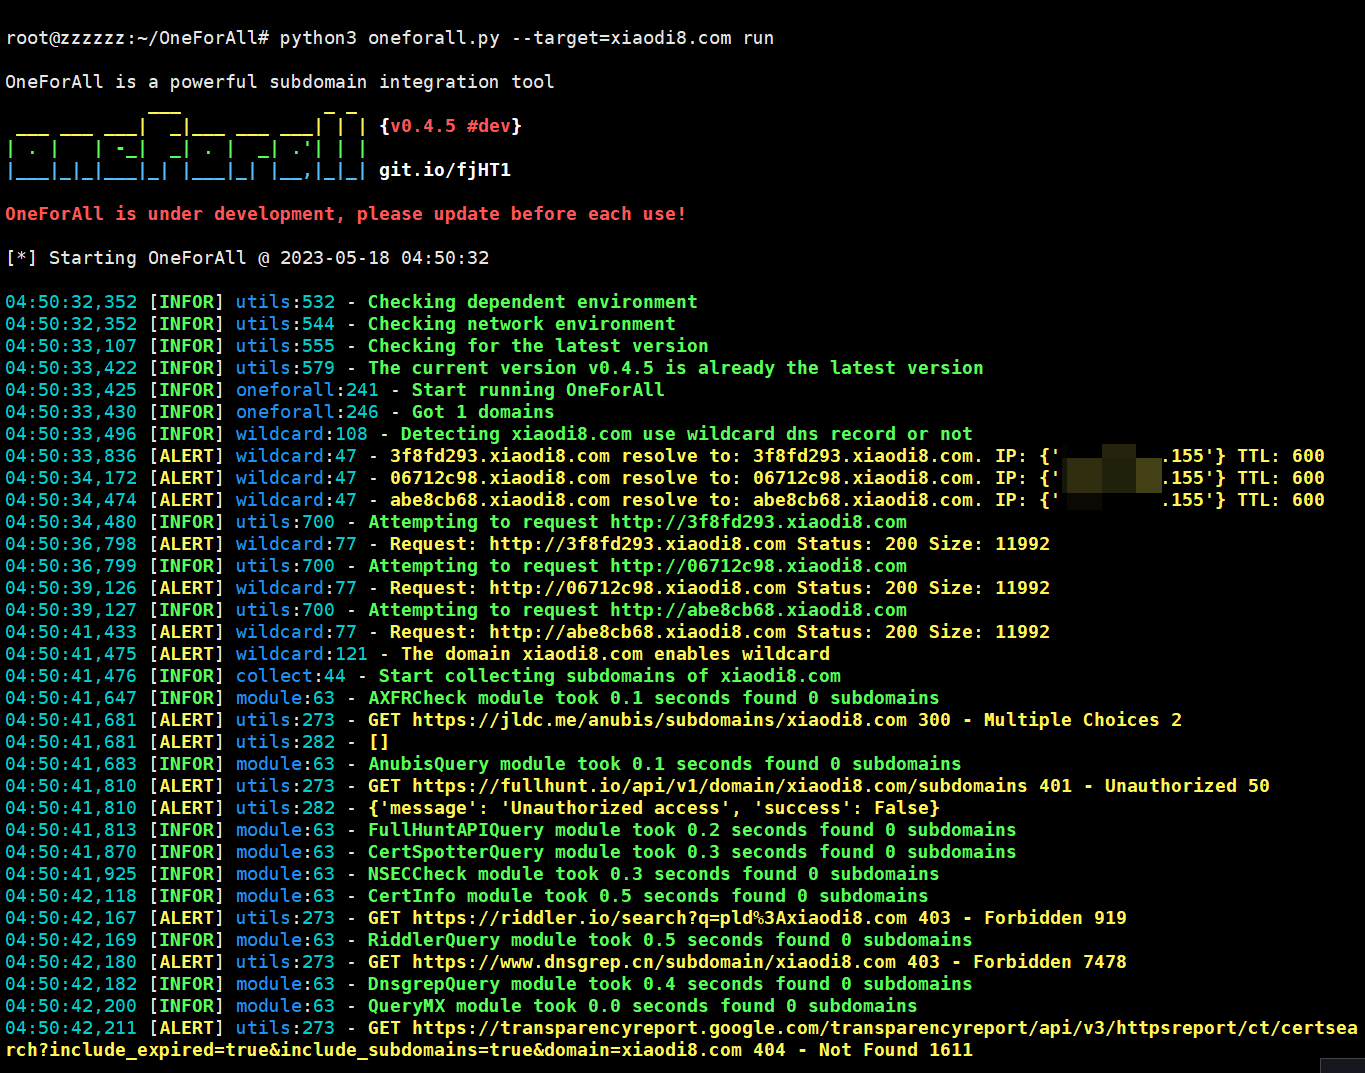 root@zzzzzz:~/OneForAll# python3 oneforall.py --target=xiaodi8.com run
OneForAll is a powerful subdomain integration tool
{v0.4.5 #dev}
git.io/fjHT1
OneForAll is under development, please update before each use!
[*] Starting OneForAll @ 2023-05-18 04:50:32
04:50:32,352 [INFOR] utils:532 - Checking dependent environment
04:50:32,352 [INFOR] utils:544 - Checking network environment
04:50:33,107 [INFOR] utils:555 - Checking for the latest version
04:50:33,422 [INFOR] utils:579 - The current version v0.4.5 is already the latest version
04:50:33,425 [INFOR] oneforall:241 - Start running OneForAll
04:50:33,430 [INFOR] oneforall:246 - Got 1 domains
04:50:33,496 [INFOR] wildcard:108 - Detecting xiaodi8.com use wildcard dns record or not
04:50:33,836 [ALERT] wildcard:47 - 3f8fd293.xiaodi8.com resolve to: 3f8fd293.xiaodi8.com. IP: {' .155'} TTL: 600
04:50:34,172 [ALERT] wildcard:47 - 06712c98.xiaodi8.com resolve to: 06712c98.xiaodi8.com. IP: {' .155'} TTL: 600
04:50:34,474 [ALERT] wildcard:47 - abe8cb68.xiaodi8.com resolve to: abe8cb68.xiaodi8.com. IP: {' .155'} TTL: 600
04:50:34,480 [INFOR] utils:700 - Attempting to request http://3f8fd293.xiaodi8.com
04:50:36,798 [ALERT] wildcard:77 - Request: http://3f8fd293.xiaodi8.com Status: 200 Size: 11992
04:50:36,799 [INFOR] utils:700 - Attempting to request http://06712c98.xiaodi8.com
04:50:39,126 [ALERT] wildcard:77 - Request: http://06712c98.xiaodi8.com Status: 200 Size: 11992
04:50:39,127 [INFOR] utils:700 - Attempting to request http://abe8cb68.xiaodi8.com
04:50:41,433 [ALERT] wildcard:77 - Request: http://abe8cb68.xiaodi8.com Status: 200 Size: 11992
04:50:41,475 [ALERT] wildcard:121 - The domain xiaodi8.com enables wildcard
04:50:41,476 [INFOR] collect:44 - Start collecting subdomains of xiaodi8.com
04:50:41,647 [INFOR] module:63 - AXFRCheck module took 0.1 seconds found 0 subdomains
04:50:41,681 [ALERT] utils:273 - GET https://jldc.me/anubis/subdomains/xiaodi8.com 300 - Multiple Choices 2
04:50:41,681 [ALERT] utils:282 - []
04:50:41,683 [INFOR] module:63 - AnubisQuery module took 0.1 seconds found 0 subdomains
04:50:41,810 [ALERT] utils:273 - GET https://fullhunt.io/api/v1/domain/xiaodi8.com/subdomains 401 - Unauthorized 50
04:50:41,810 [ALERT] utils:282 - {'message': 'Unauthorized access', 'success': False}
04:50:41,813 [INFOR] module:63 - FullHuntAPIQuery module took 0.2 seconds found 0 subdomains
04:50:41,870 [INFOR] module:63 - CertSpotterQuery module took 0.3 seconds found 0 subdomains
04:50:41,925 [INFOR] module:63 - NSECCheck module took 0.3 seconds found 0 subdomains
04:50:42,118 [INFOR] module:63 - CertInfo module took 0.5 seconds found 0 subdomains
04:50:42,167 [ALERT] utils:273 - GET https://riddler.io/search?q=pld%3Axiaodi8.com 403 - Forbidden 919
04:50:42,169 [INFOR] module:63 - RiddlerQuery module took 0.5 seconds found 0 subdomains
04:50:42,180 [ALERT] utils:273 - GET https://www.dnsgrep.cn/subdomain/xiaodi8.com 403 - Forbidden 7478
04:50:42,182 [INFOR] module:63 - DnsgrepQuery module took 0.4 seconds found 0 subdomains
04:50:42,200 [INFOR] module:63 - QueryMX module took 0.0 seconds found 0 subdomains
04:50:42,211 [ALERT] utils:273 - GET https://transparencyreport.google.com/transparencyreport/api/v3/httpsreport/ct/certsea
rch?include_expired=true&include_subdomains=true&domain=xiaodi8.com 404 - Not Found 1611